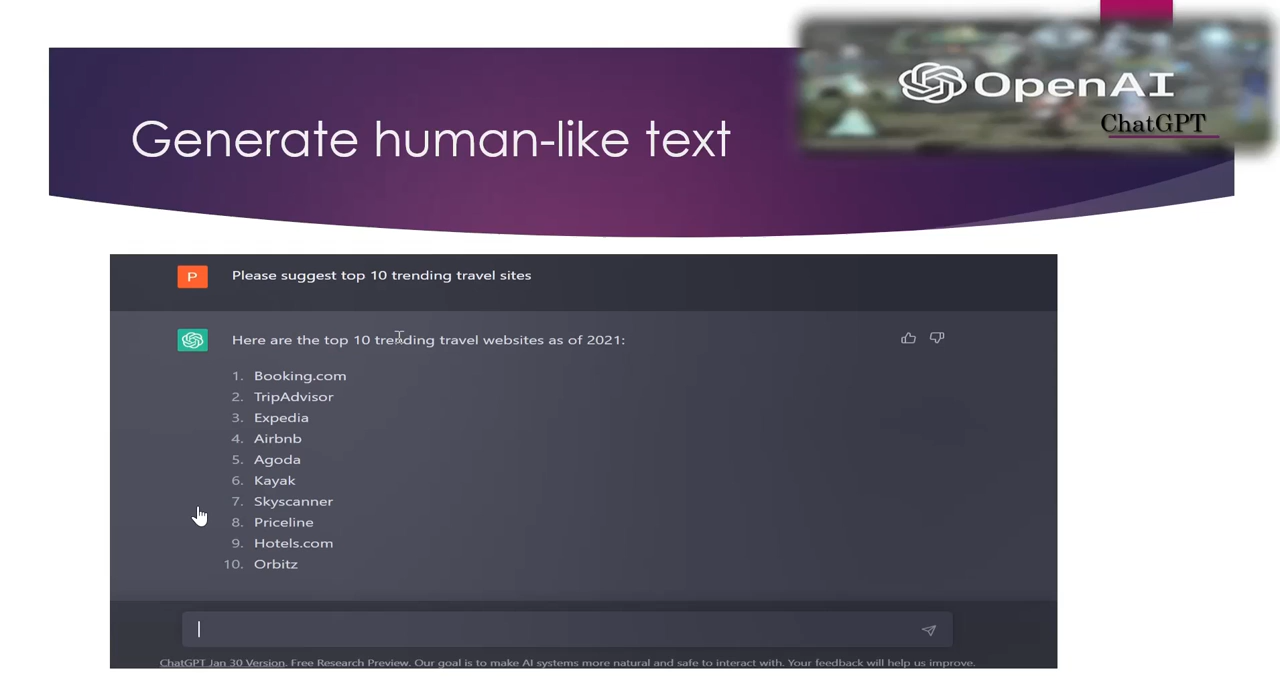 OpenAI
ChatGPT
Generate human-like text
P
Please suggest top 10 trending travel sites
Here are the top 10 trending travel websites as of 2021:
1. Booking.com
2. TripAdvisor
3. Expedia
4. Airbnb
5. Agoda
6. Kayak
7. Skyscanner
8. Priceline
9. Hotels.com
10. Orbitz
ChatGPT Jan 30 Version. Free Research Preview. Our goal is to make AI systems more natural and safe to interact with. Your feedback will help us improve.